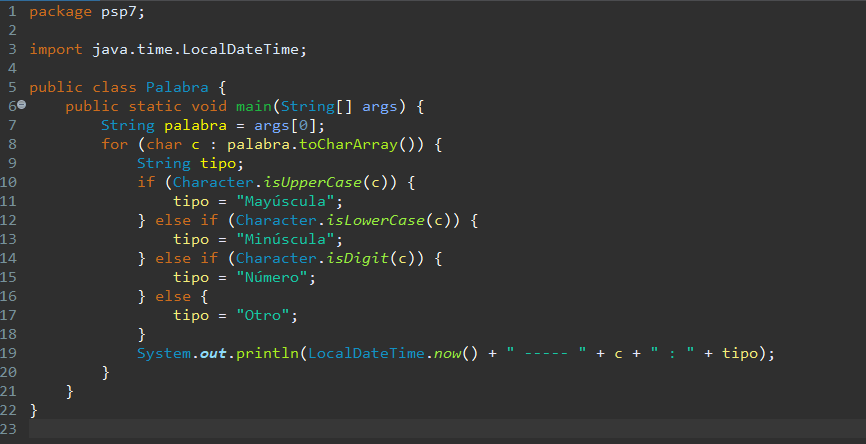 1 package psp7;
2
3 import java.time.LocalDateTime;
4
5 public class Palabra {
6     public static void main(String[] args) {
7         String palabra = args[0];
8         for (char c : palabra.toCharArray()) {
9             String tipo;
10             if (Character.isUpperCase(c)) {
11                 tipo = "Mayúscula";
12             } else if (Character.isLowerCase(c)) {
13                 tipo = "Minúscula";
14             } else if (Character.isDigit(c)) {
15                 tipo = "Número";
16             } else {
17                 tipo = "Otro";
18             }
19             System.out.println(LocalDateTime.now() + " ----- " + c + " : " + tipo);
20         }
21     }
22 }
23